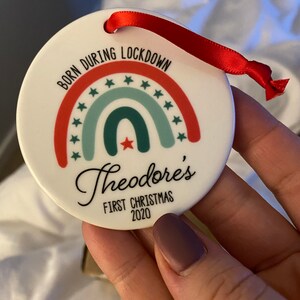 BORN DURING LOCKDOWN
Theodore's
FIRST CHRISTMAS
2020